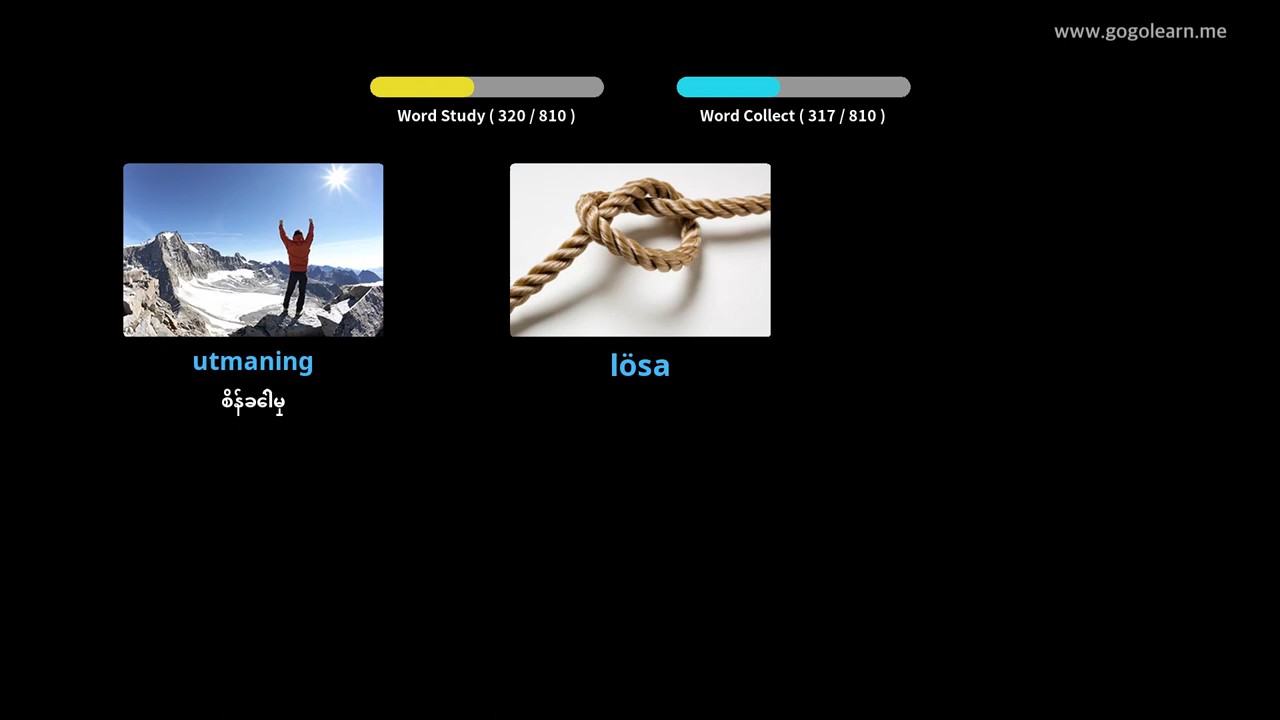 www.gogolearn.me
Word Study ( 320 / 810 )
Word Collect ( 317 / 810 )
utmaning
စိန်ခေါ်မှု
lösa